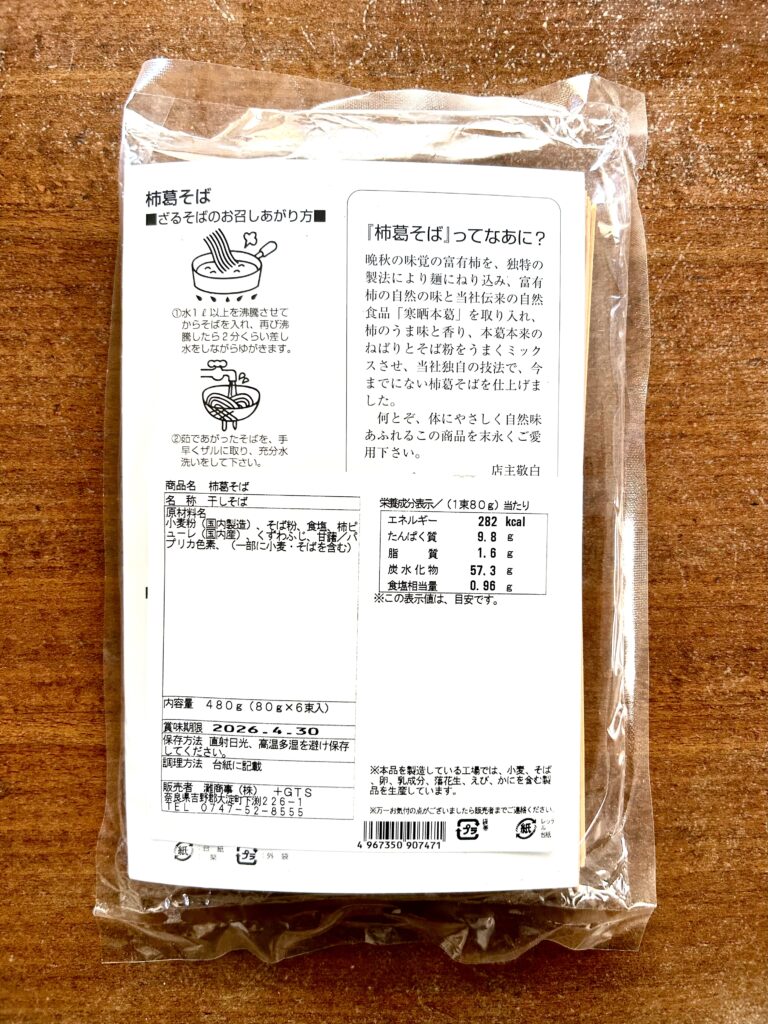 柿葛そば
■ざるそばのお召しあがり方■
①水1ℓ以上を沸騰させて
からそばを入れ、再び沸
騰したら2分くらい差し
水をしながらゆがきます。
②茹であがったそばを、手
早くザルに取り、充分水
洗いをして下さい。
『柿葛そば』ってなあに？
晩秋の味覚の富有柿を、独特の
製法により麺にねり込み、富有
柿の自然の味と当社伝来の自然
食品「寒晒本葛」を取り入れ、
柿のうま味と香り、本葛本来の
ねばりとそば粉をうまくミック
スさせ、当社独自の技法で、今
までにない柿葛そばを仕上げま
した。
何とぞ、体にやさしく自然味
あふれるこの商品を末永くご愛
用下さい。
店主敬白
商品名 柿葛そば
名 称 干しそば
原材料名
小麦粉（国内製造）、そば粉、食塩、柿ピ
ューレ（国内産）、くずわふじ、甘藷／パ
プリカ色素、（一部に小麦・そばを含む）
内容量 480g（80g×6束入）
賞味期限 2026.4.30
保存方法 直射日光、高温多湿を避け保存
してください。
調理方法 台紙に記載
販売者 灘商事（株） +GTS
奈良県吉野郡大淀町下渕226-1
TEL 0747-52-8555
栄養成分表示／（1束80g）当たり
エネルギー 282 kcal
たんぱく質 9.8 g
脂 質 1.6 g
炭水化物 57.3 g
食塩相当量 0.96 g
※この表示値は、目安です。
※本品を製造している工場では、小麦、そば
、卵、乳成分、落花生、えび、かにを含む製
品を生産しています。
※万一お気付の点がございましたら販売者までご連絡ください。
4 967350 907471
プラ
紙
台紙
紙
プラ
外袋